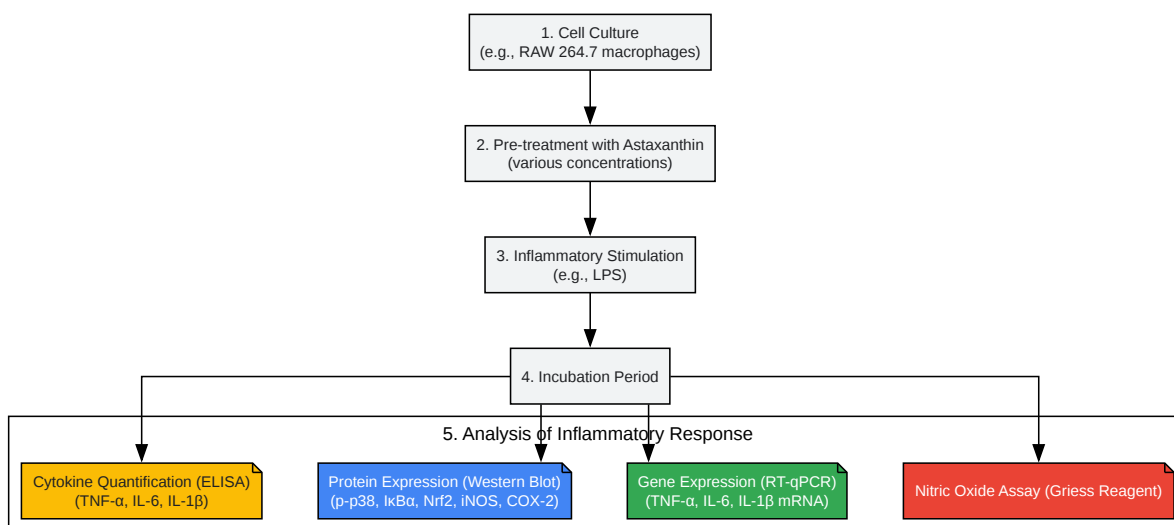 1. Cell Culture
(e.g., RAW 264.7 macrophages)
2. Pre-treatment with Astaxanthin
(various concentrations)
3. Inflammatory Stimulation
(e.g., LPS)
4. Incubation Period
5. Analysis of Inflammatory Response
Cytokine Quantification (ELISA)
(TNF-α, IL-6, IL-1β)
Protein Expression (Western Blot)
(p-p38, IκBα, Nrf2, iNOS, COX-2)
Gene Expression (RT-qPCR)
(TNF-α, IL-6, IL-1β mRNA)
Nitric Oxide Assay (Griess Reagent)